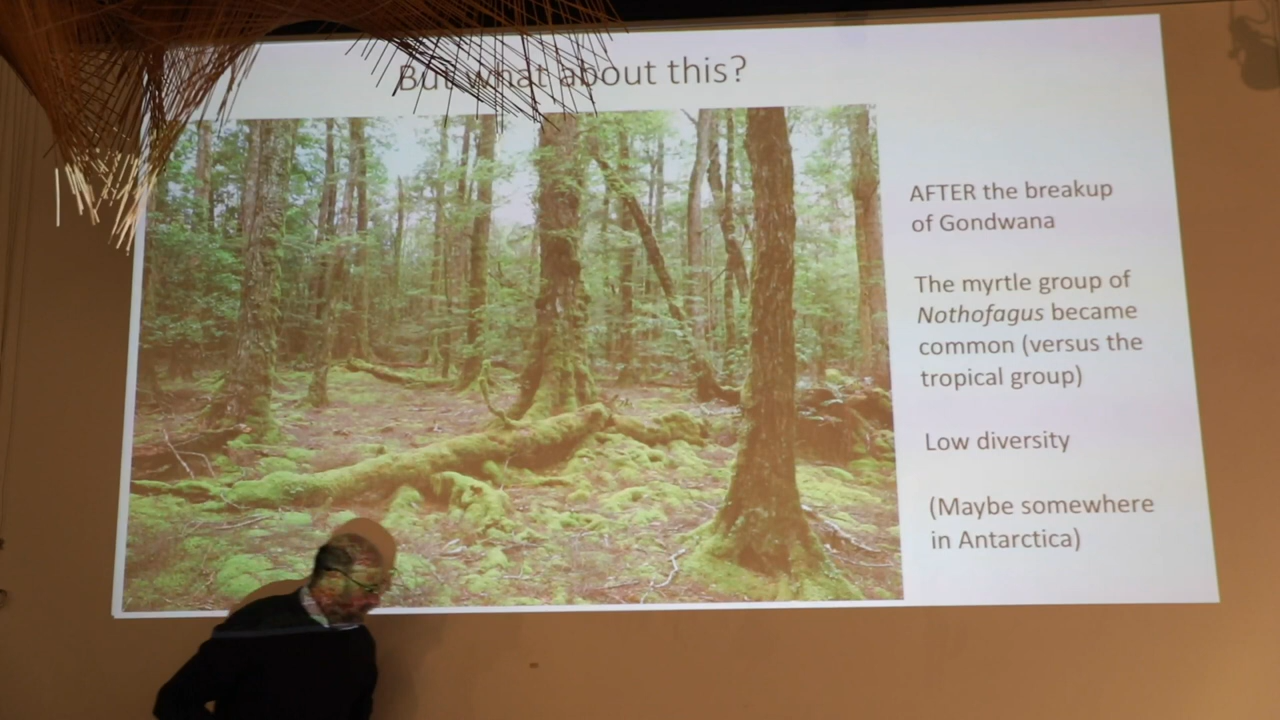 But what about this?
AFTER the breakup
of Gondwana
The myrtle group of
Nothofagus became
common (versus the
tropical group)
Low diversity
(Maybe somewhere
in Antarctica)